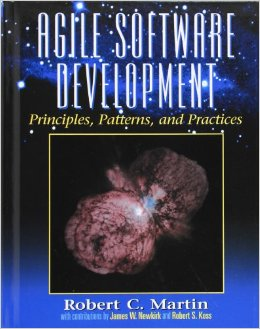 AGILE SOFTWARE
DEVELOPMENT
Principles, Patterns, and Practices
Robert C. Martin
with contributions by James W. Newkirk and Robert S. Koss